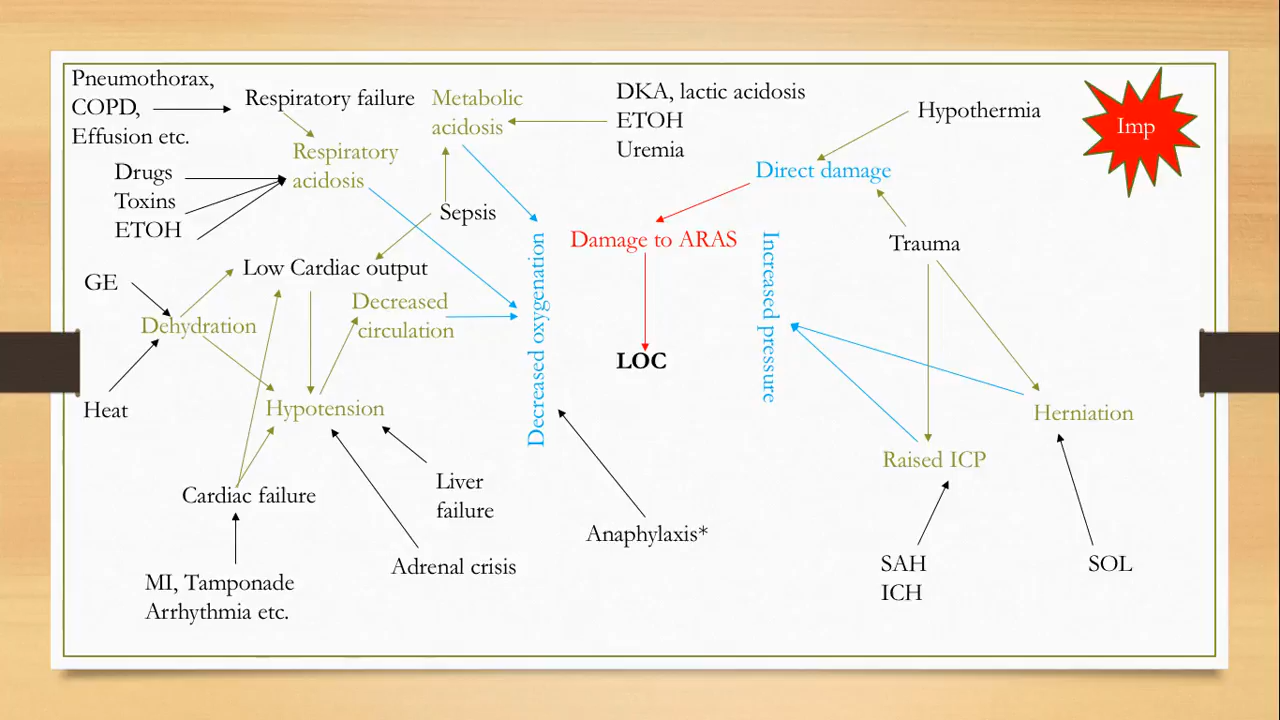 Pneumothorax,
COPD,
Effusion etc.
Respiratory failure
Metabolic
acidosis
DKA, lactic acidosis
ETOH
Uremia
Hypothermia
Imp
Respiratory
acidosis
Drugs
Toxins
ETOH
Direct damage
Sepsis
Damage to ARAS
Trauma
Low Cardiac output
GE
Dehydration
Decreased
circulation
Decreased oxygenation
Increased pressure
LOC
Heat
Hypotension
Herniation
Raised ICP
Cardiac failure
Liver
failure
Anaphylaxis*
Adrenal crisis
MI, Tamponade
Arrhythmia etc.
SAH
ICH
SOL